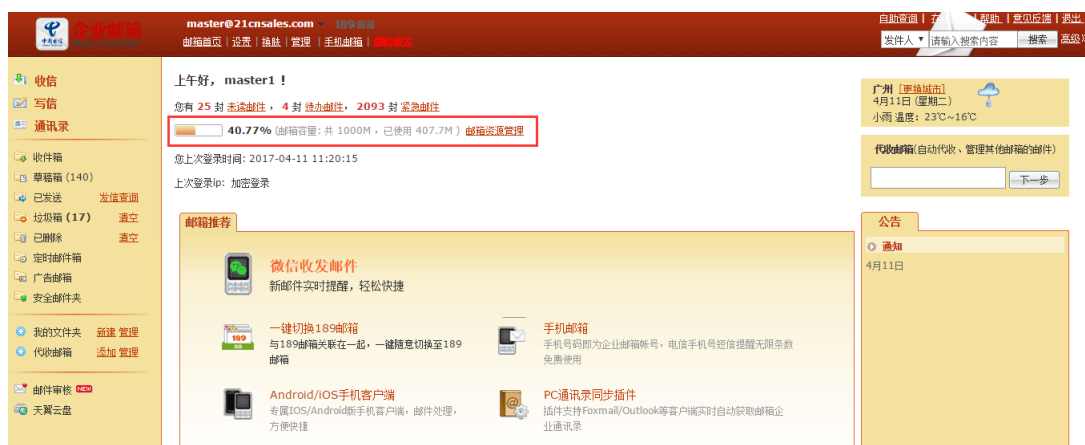 中国电信
企业邮箱
master@21cnsales.com 189邮箱
邮箱首页 | 设置 | 换肤 | 管理 | 手机邮箱 |
自助查询 | 帮助 | 意见反馈 | 退出
发件人 请输入搜索内容 搜索 高级
收信
写信
通讯录
收件箱
草稿箱 (140)
已发送 发信查询
垃圾箱 (17) 清空
已删除 清空
定时邮件箱
广告邮箱
安全邮件夹
我的文件夹 新建 管理
代收邮箱 添加 管理
邮件审核 NEW
天翼云盘
上午好，master1！
您有 25 封 未读邮件，4 封 待办邮件，2093 封 紧急邮件
40.77% (邮箱容量: 共 1000M，已使用 407.7M ) 邮箱资源管理
您上次登录时间: 2017-04-11 11:20:15
上次登录ip: 加密登录
邮箱推荐
微信收发邮件
新邮件实时提醒，轻松快捷
一键切换189邮箱
与189邮箱关联在一起，一键随意切换至189
邮箱
手机邮箱
手机号码即为企业邮箱帐号，电信手机号短信提醒无限条数
免费使用
Android/iOS手机客户端
专属IOS/Android版手机客户端，邮件处理，
方便快捷
PC通讯录同步插件
插件支持Foxmail/Outlook等客户端实时自动获取邮箱企
业通讯录
广州 [更换城市]
4月11日 (星期二)
小雨 温度：23℃~16℃
代收邮箱(自动代收、管理其他邮箱的邮件)
下一步
公告
通知
4月11日